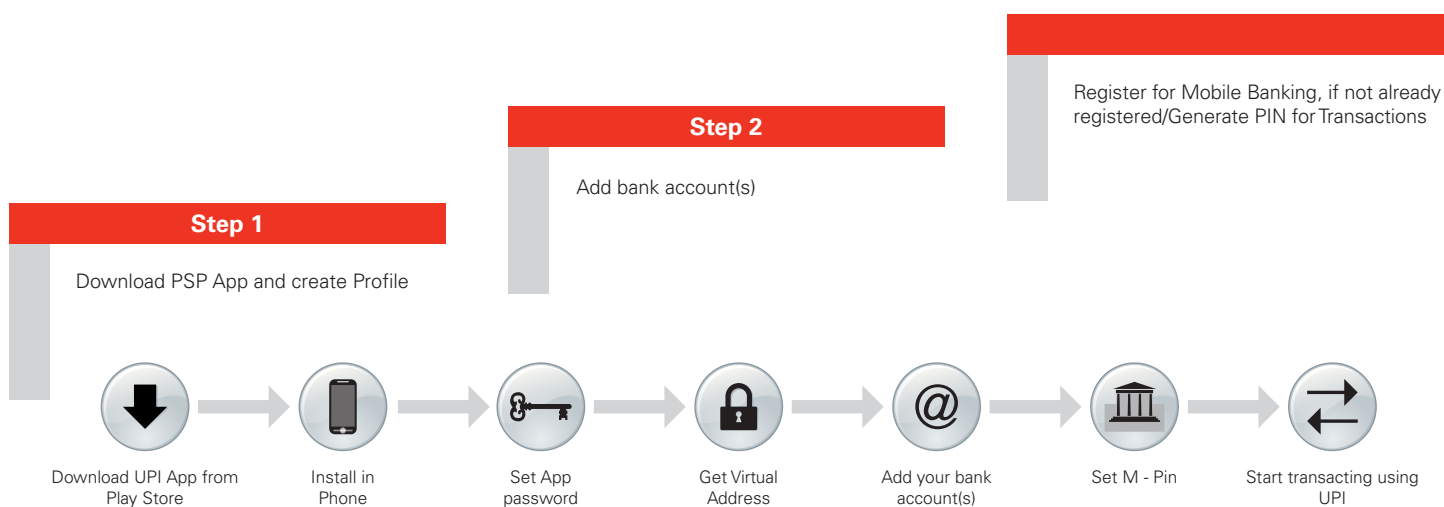 Step 1
Download PSP App and create Profile
Step 2
Add bank account(s)
Register for Mobile Banking, if not already
registered/Generate PIN for Transactions
Download UPI App from
Play Store
Install in
Phone
Set App
password
Get Virtual
Address
Add your bank
account(s)
@
Set M - Pin
Start transacting using
UPI